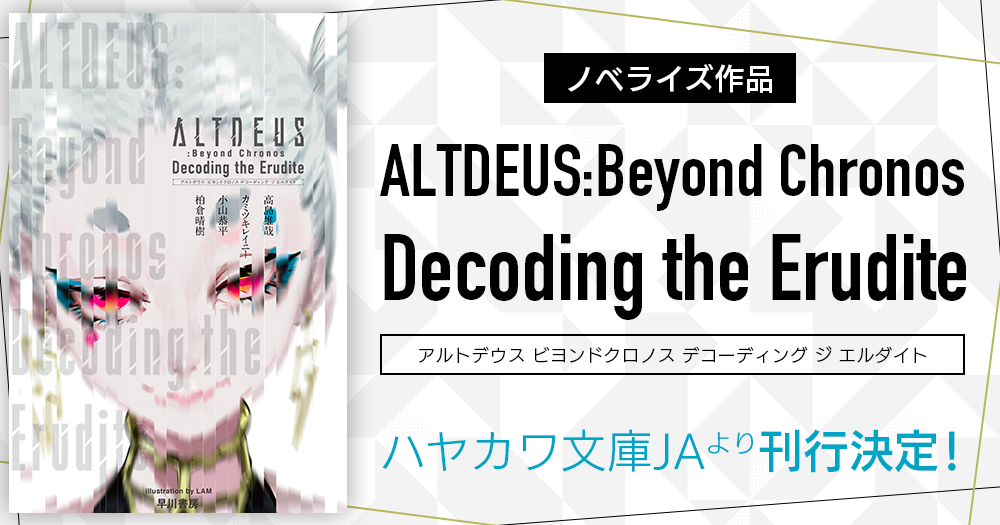 ALTDEUS:
Beyond
Chronos
Decoding the
Erudite
ALTDEUS
:Beyond Chronos
Decoding the Erudite
アルトデウス ビヨンドクロノス デコーディング ジ エルダイト
高島雄哉
カミツキレイニー
小山恭平
柏倉晴樹
illustration by LAM
早川書房
ノベライズ作品
ALTDEUS:Beyond Chronos
Decoding the Erudite
アルトデウス ビヨンドクロノス デコーディング ジ エルダイト
ハヤカワ文庫JAより刊行決定！